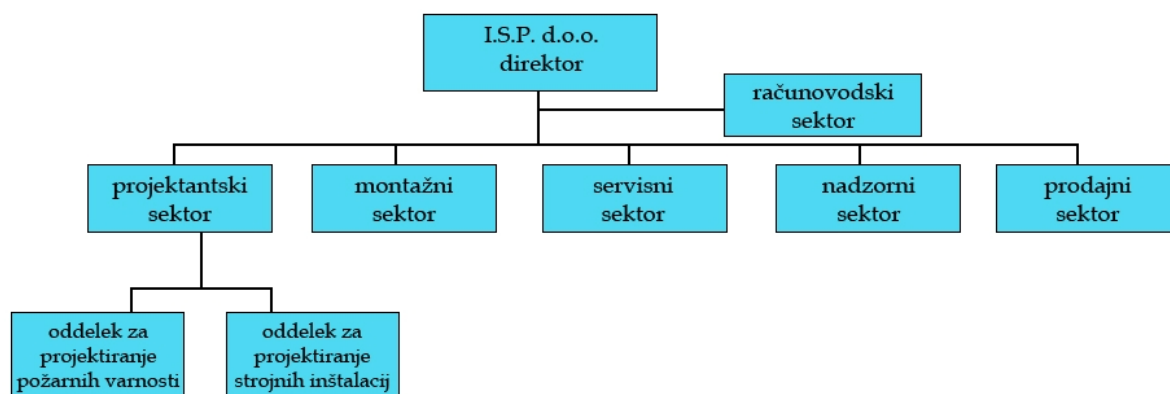 I.S.P. d.o.o.
direktor
računovodski
sektor
projektantski
sektor
montažni
sektor
servisni
sektor
nadzorni
sektor
prodajni
sektor
oddelek za
projektiranje
požarnih varnosti
oddelek za
projektiranje
strojnih inštalacij